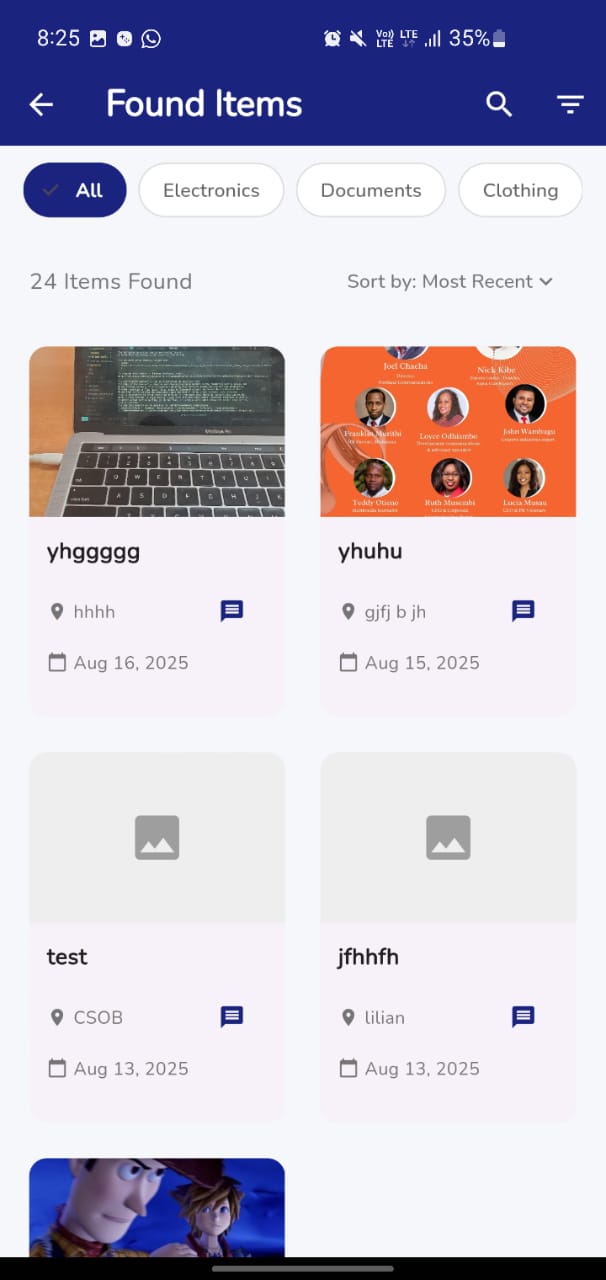 8:25
Vo)) LTE
LTE
35%
Found Items
All
Electronics
Documents
Clothing
24 Items Found
Sort by: Most Recent
MacBook Pro
Joel Chacha
Nick Kibe
Franklin Murithi
Loyce Odhiambo
John Wambugu
Teddy Otieno
Ruth Musembi
Lucia Musau
yhggggg
yhuhu
hhhh
gjfj b jh
Aug 16, 2025
Aug 15, 2025
test
jfhhfh
CSOB
lilian
Aug 13, 2025
Aug 13, 2025